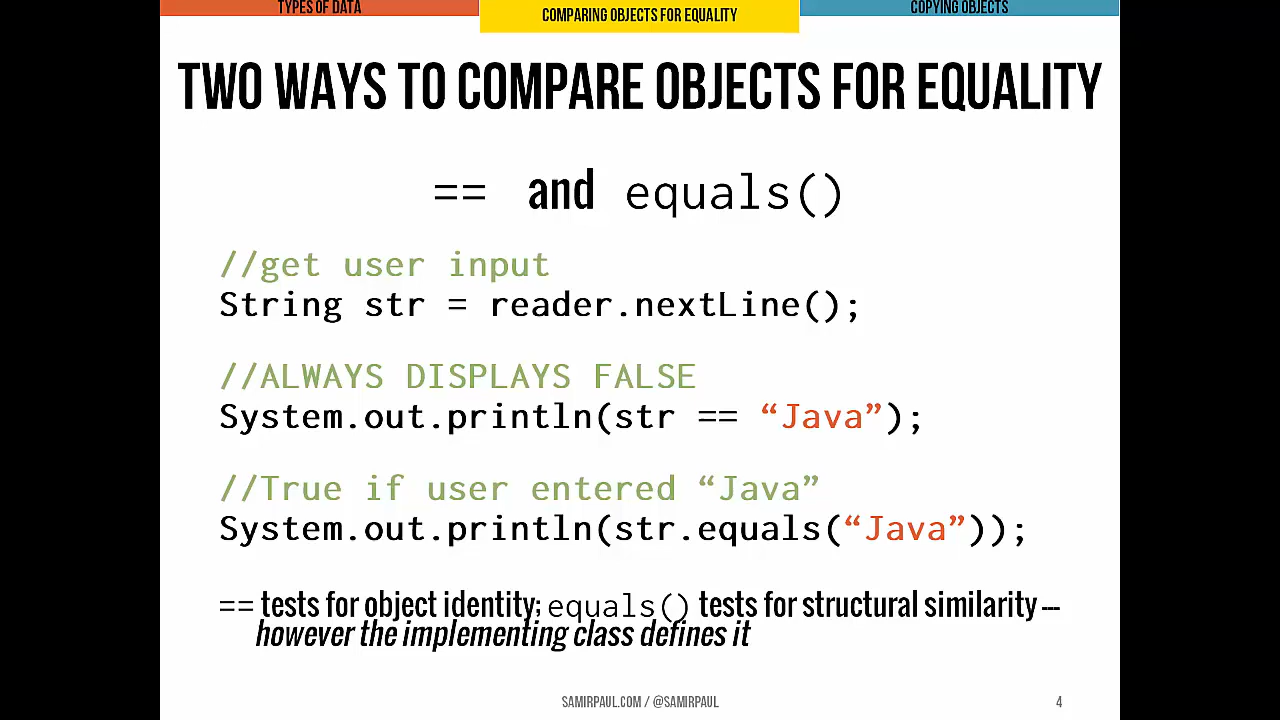 TYPES OF DATA
COMPARING OBJECTS FOR EQUALITY
COPYING OBJECTS
TWO WAYS TO COMPARE OBJECTS FOR EQUALITY
== and equals()
//get user input
String str = reader.nextLine();
//ALWAYS DISPLAYS FALSE
System.out.println(str == “Java”);
//True if user entered “Java”
System.out.println(str.equals(“Java”));
== tests for object identity; equals() tests for structural similarity —
however the implementing class defines it
SAMIRPAUL.COM / @SAMIRPAUL
4